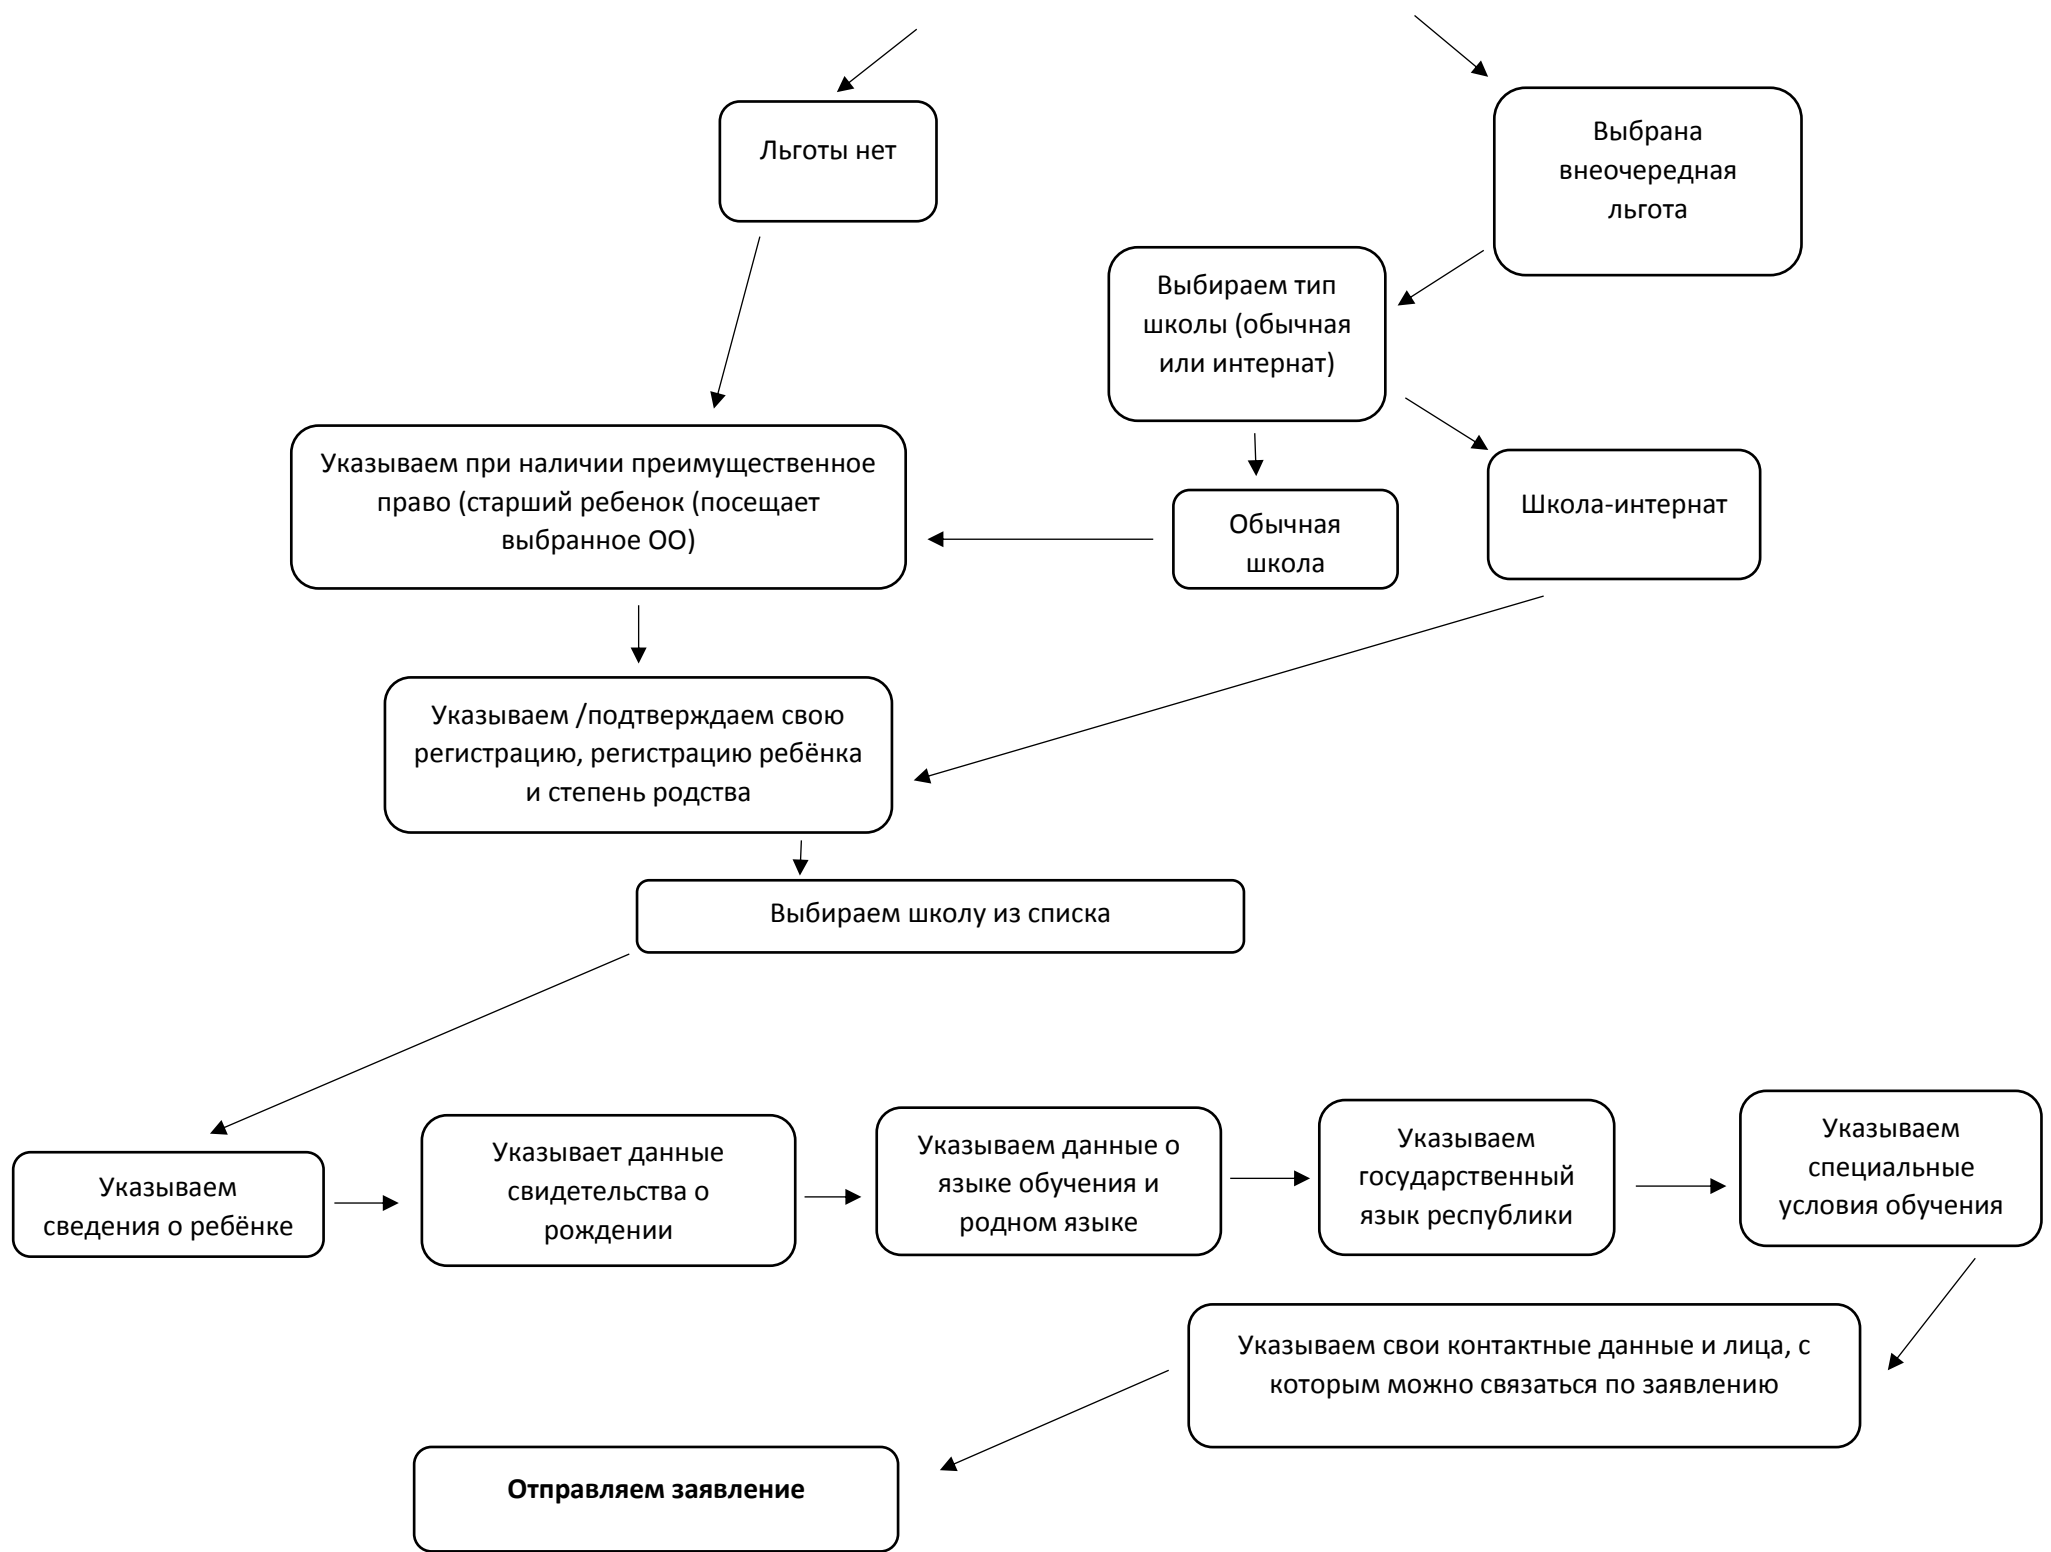 Льготы нет
Выбрана
внеочередная
льгота
Выбираем тип
школы (обычная
или интернат)
Указываем при наличии преимущественное
право (старший ребенок (посещает
выбранное ОО)
Обычная
школа
Школа-интернат
Указываем /подтверждаем свою
регистрацию, регистрацию ребёнка
и степень родства
Выбираем школу из списка
Указываем
сведения о ребёнке
Указывает данные
свидетельства о
рождении
Указываем данные о
языке обучения и
родном языке
Указываем
государственный
язык республики
Указываем
специальные
условия обучения
Указываем свои контактные данные и лица, с
которым можно связаться по заявлению
Отправляем заявление